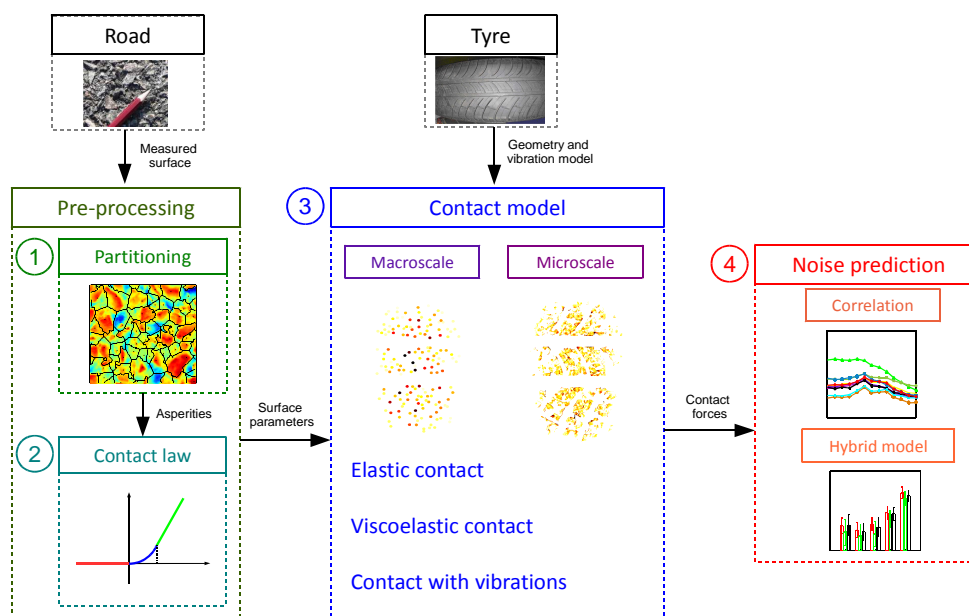 Road
Tyre
Measured
surface
Geometry and
vibration model
Pre-processing
3
Contact model
1
Partitioning
Macroscale
Microscale
4
Noise prediction
Correlation
Asperities
Surface
parameters
Contact
forces
2
Contact law
Hybrid model
Elastic contact
Viscoelastic contact
Contact with vibrations